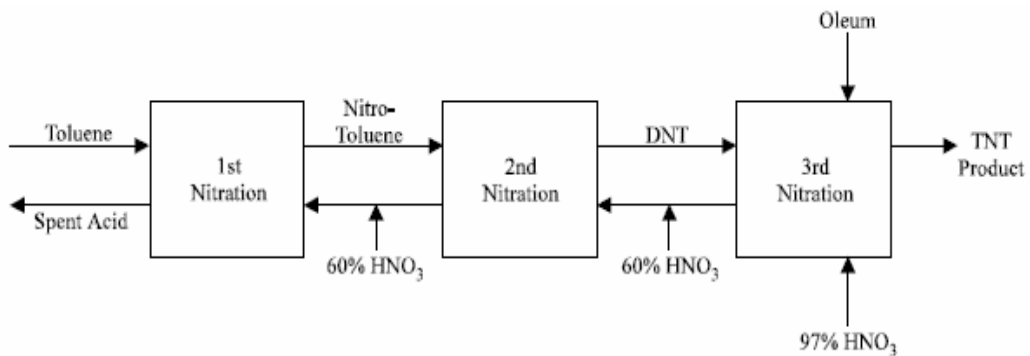 Oleum
Toluene
Nitro-
Toluene
DNT
TNT
Product
1st
Nitration
2nd
Nitration
3rd
Nitration
Spent Acid
60% HNO₃
60% HNO₃
97% HNO₃